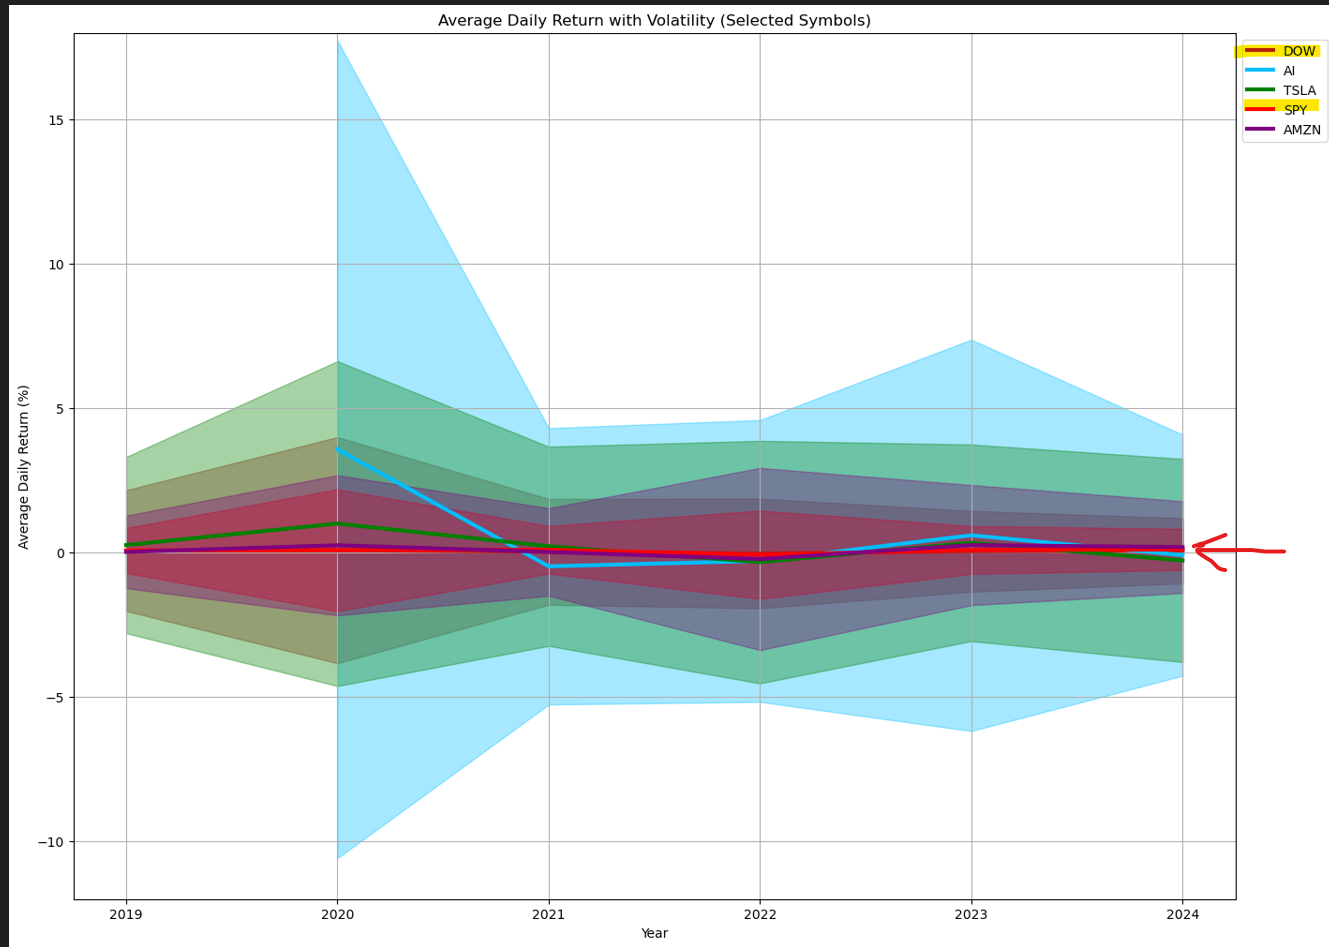 Average Daily Return with Volatility (Selected Symbols)
DOW
AI
TSLA
SPY
AMZN
15
10
5
0
−5
−10
Average Daily Return (%)
2019 2020 2021 2022 2023 2024
Year